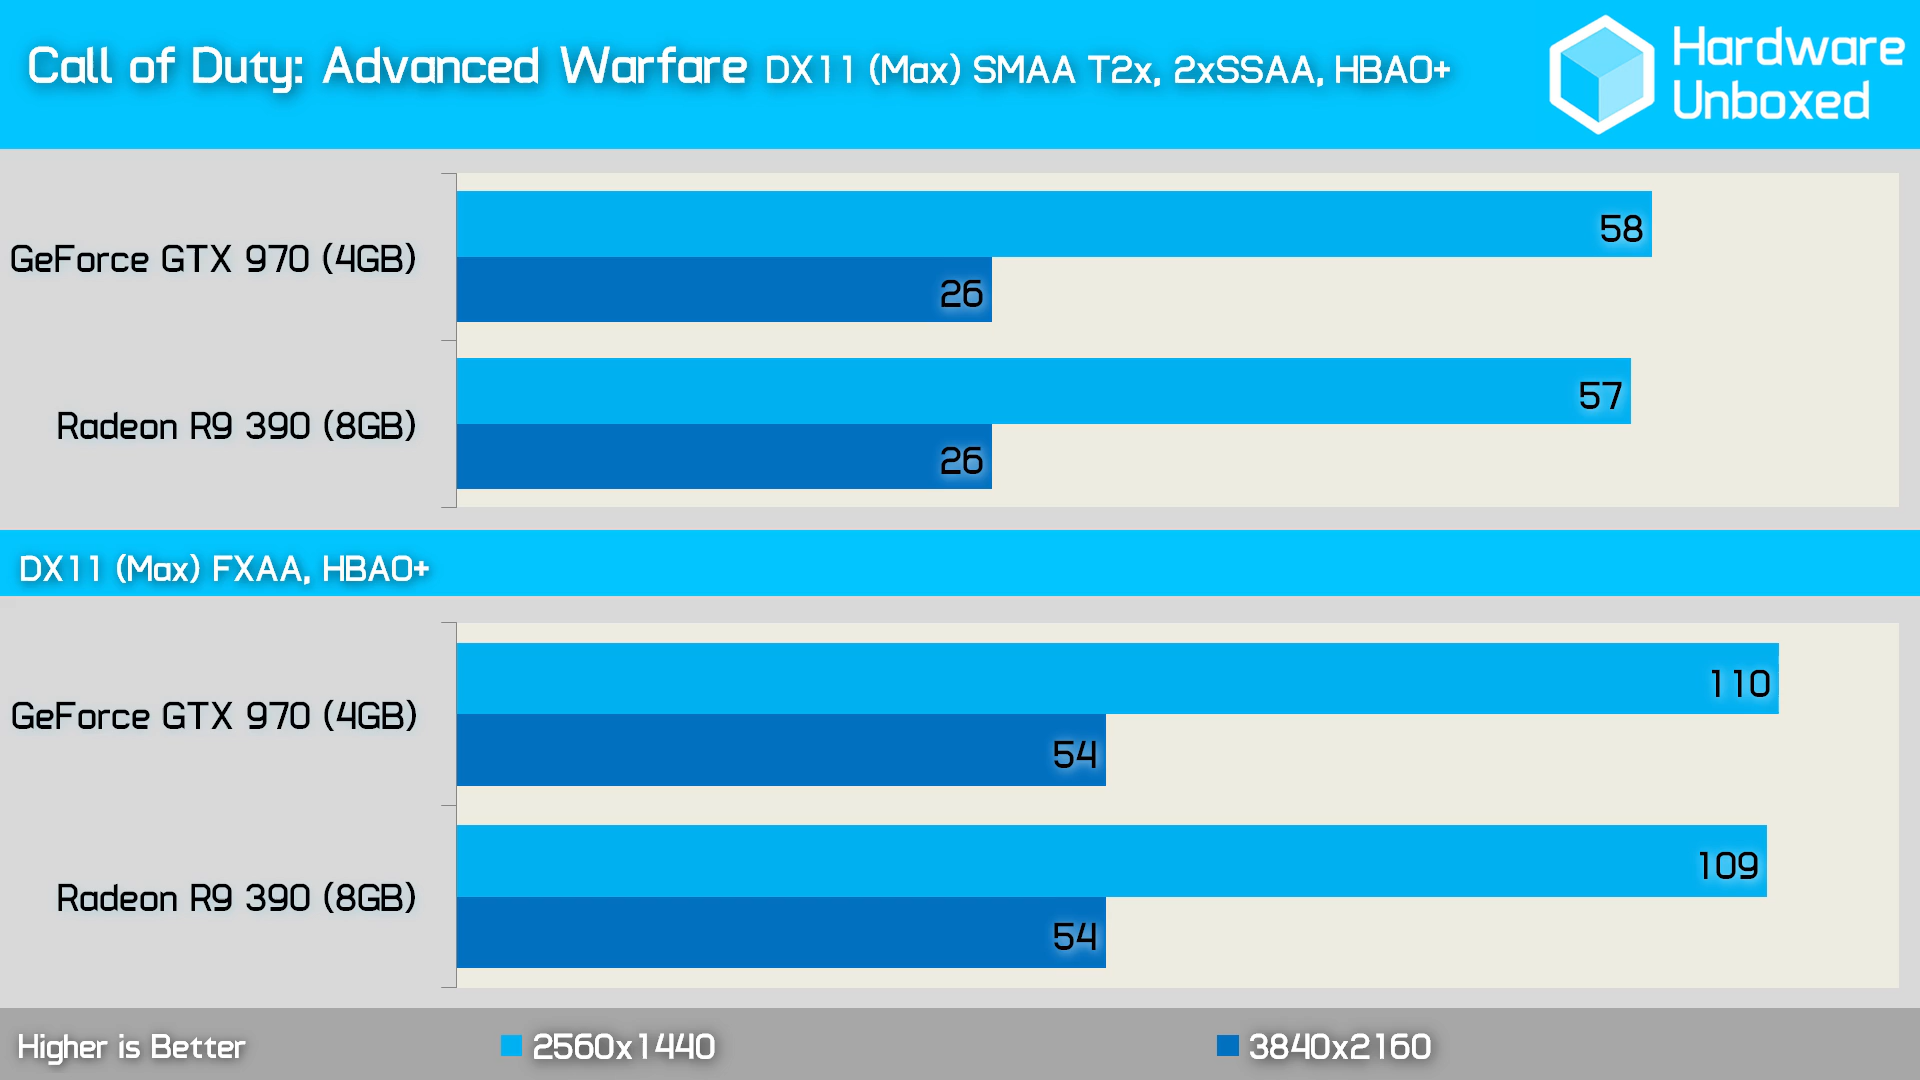 Call of Duty: Advanced Warfare DX11 (Max) SMAA T2x, 2xSSAA, HBAO+
Hardware
Unboxed
GeForce GTX 970 (4GB)
58
26
Radeon R9 390 (8GB)
57
26
DX11 (Max) FXAA, HBAO+
GeForce GTX 970 (4GB)
110
54
Radeon R9 390 (8GB)
109
54
Higher is Better
2560x1440
3840x2160